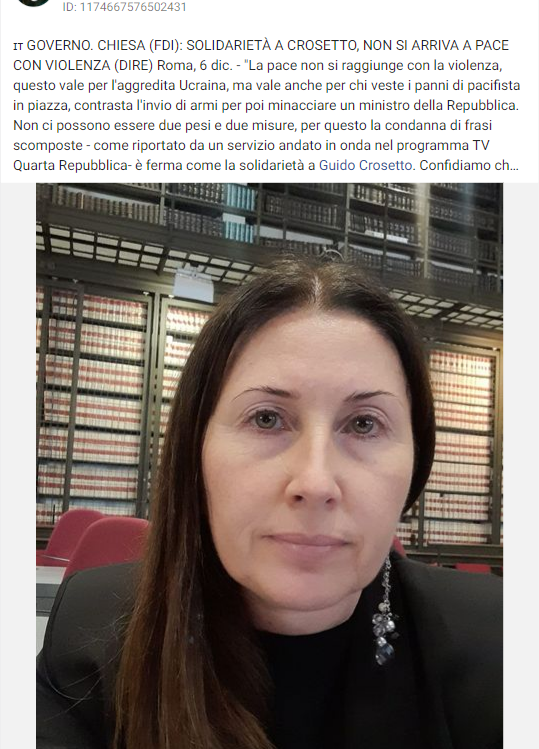 ID: 1174667576502431
IT GOVERNO. CHIESA (FDI): SOLIDARIETÀ A CROSETTO, NON SI ARRIVA A PACE
CON VIOLENZA (DIRE) Roma, 6 dic. - "La pace non si raggiunge con la violenza,
questo vale per l'aggredita Ucraina, ma vale anche per chi veste i panni di pacifista
in piazza, contrasta l'invio di armi per poi minacciare un ministro della Repubblica.
Non ci possono essere due pesi e due misure, per questo la condanna di frasi
scomposte - come riportato da un servizio andato in onda nel programma TV
Quarta Repubblica- è ferma come la solidarietà a Guido Crosetto. Confidiamo ch...